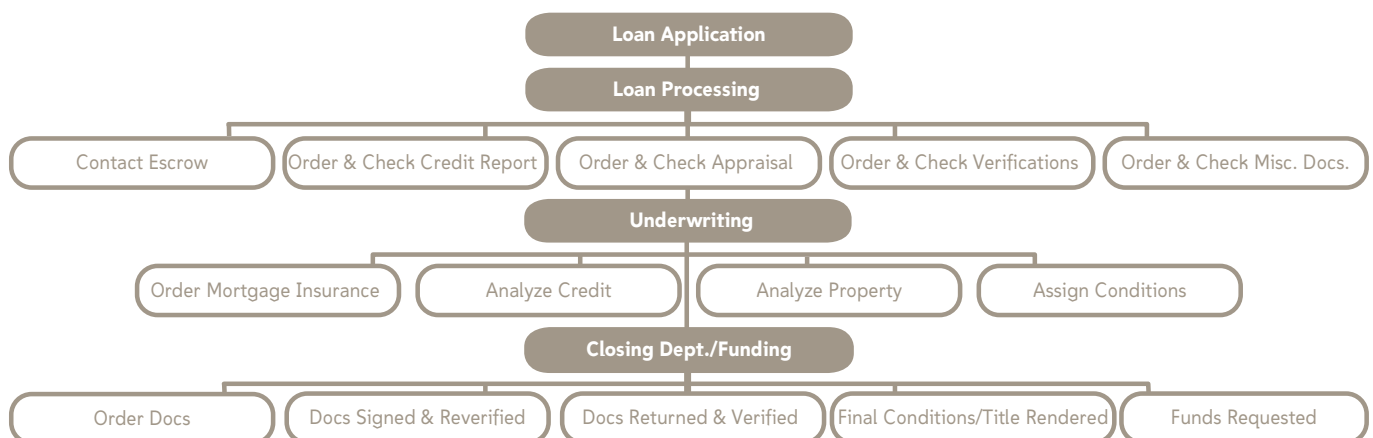 Loan Application
Loan Processing
Contact Escrow
Order & Check Credit Report
Order & Check Appraisal
Order & Check Verifications
Order & Check Misc. Docs.
Underwriting
Order Mortgage Insurance
Analyze Credit
Analyze Property
Assign Conditions
Closing Dept./Funding
Order Docs
Docs Signed & Reverified
Docs Returned & Verified
Final Conditions/Title Rendered
Funds Requested